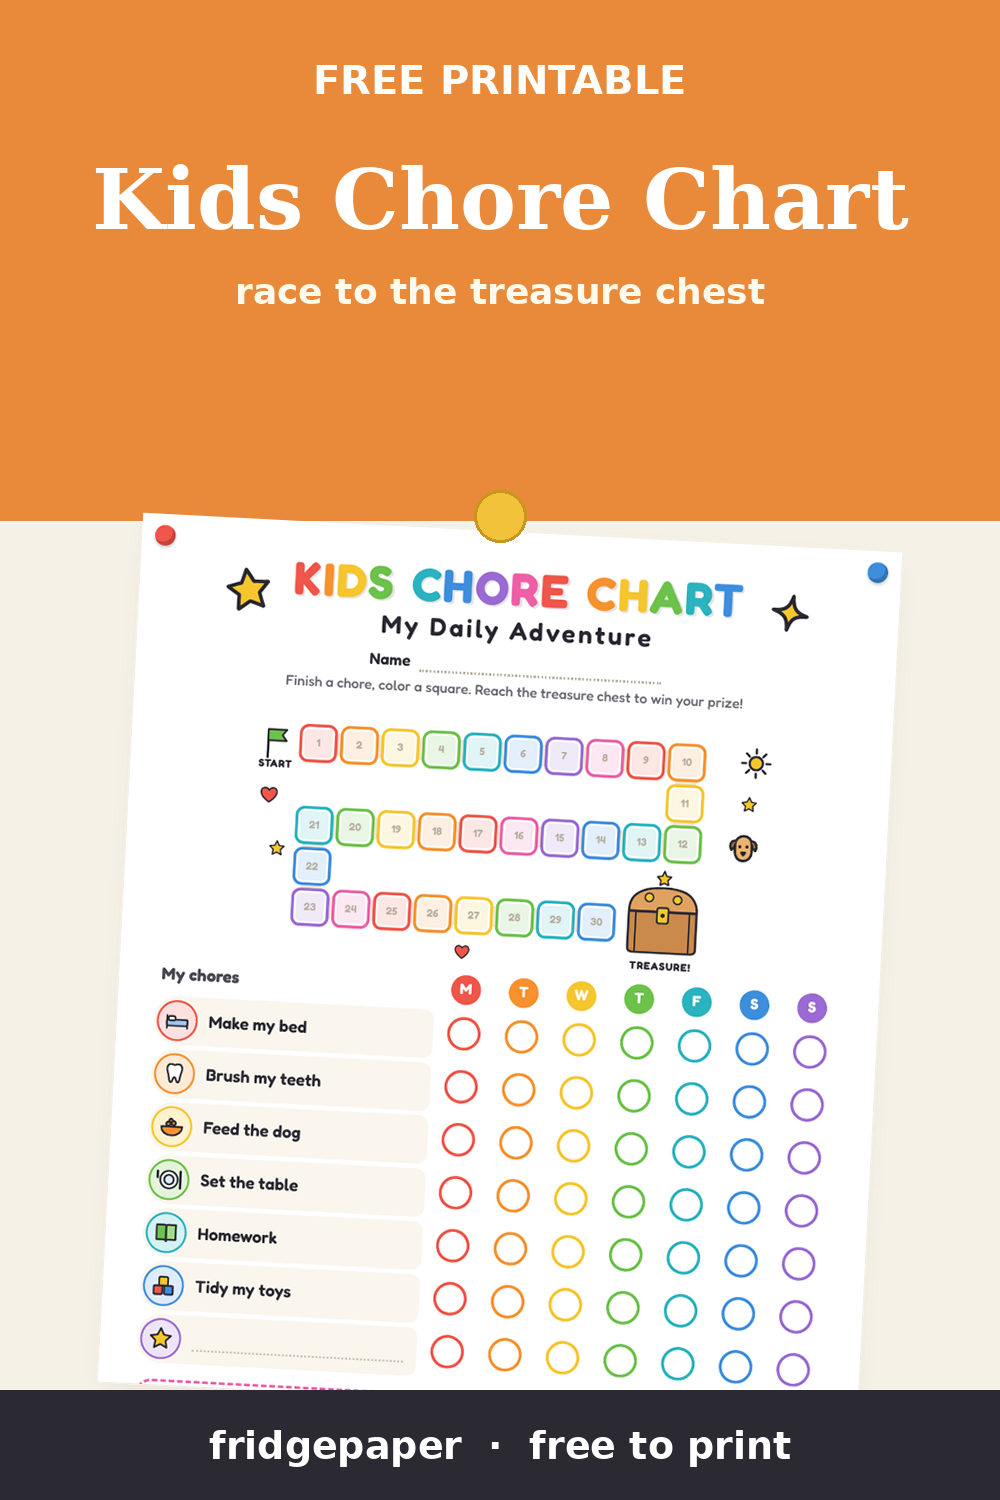 FREE PRINTABLE
Kids Chore Chart
race to the treasure chest
KIDS CHORE CHART
My Daily Adventure
Name
Finish a chore, color a square. Reach the treasure chest to win your prize!
START
1 2 3 4 5 6 7 8 9 10
11
21 20 19 18 17 16 15 14 13 12
22
23 24 25 26 27 28 29 30
TREASURE!
My chores
M T W T F S S
Make my bed
Brush my teeth
Feed the dog
Set the table
Homework
Tidy my toys
fridgepaper · free to print